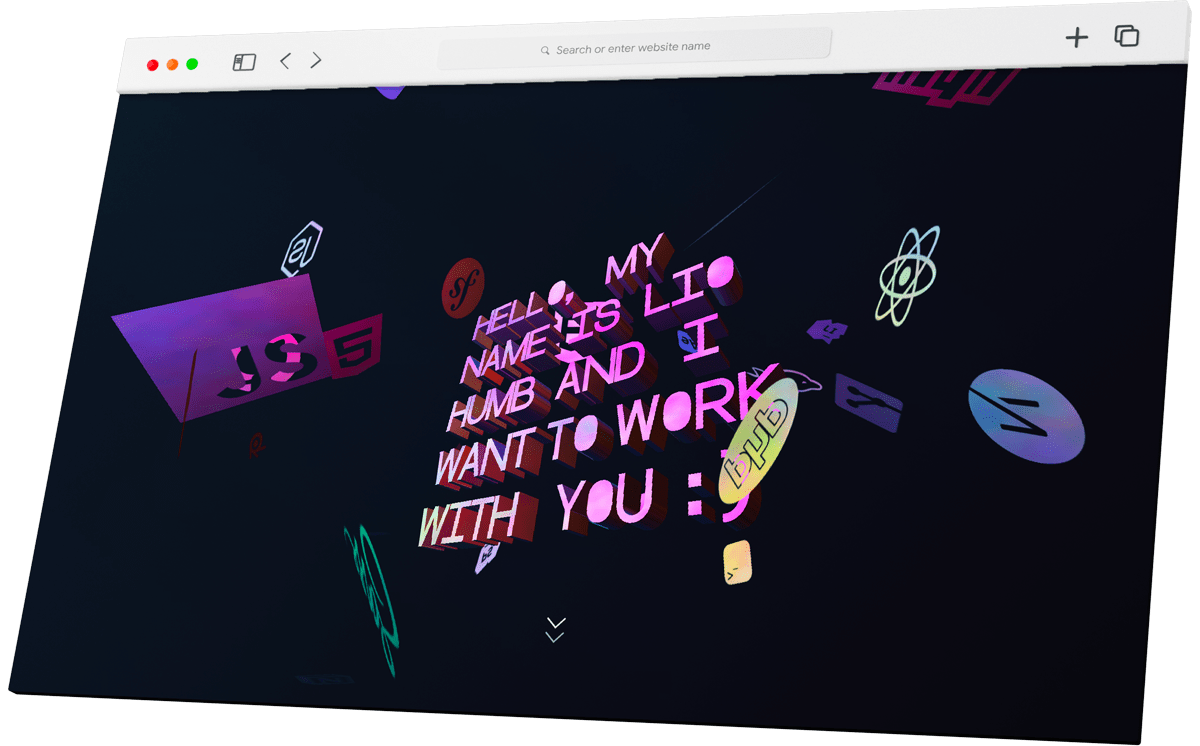 Search or enter website name
HELLO, MY
NAME IS LIO
HUMB AND I
WANT TO WORK
WITH YOU :)
JS
5
php
>-